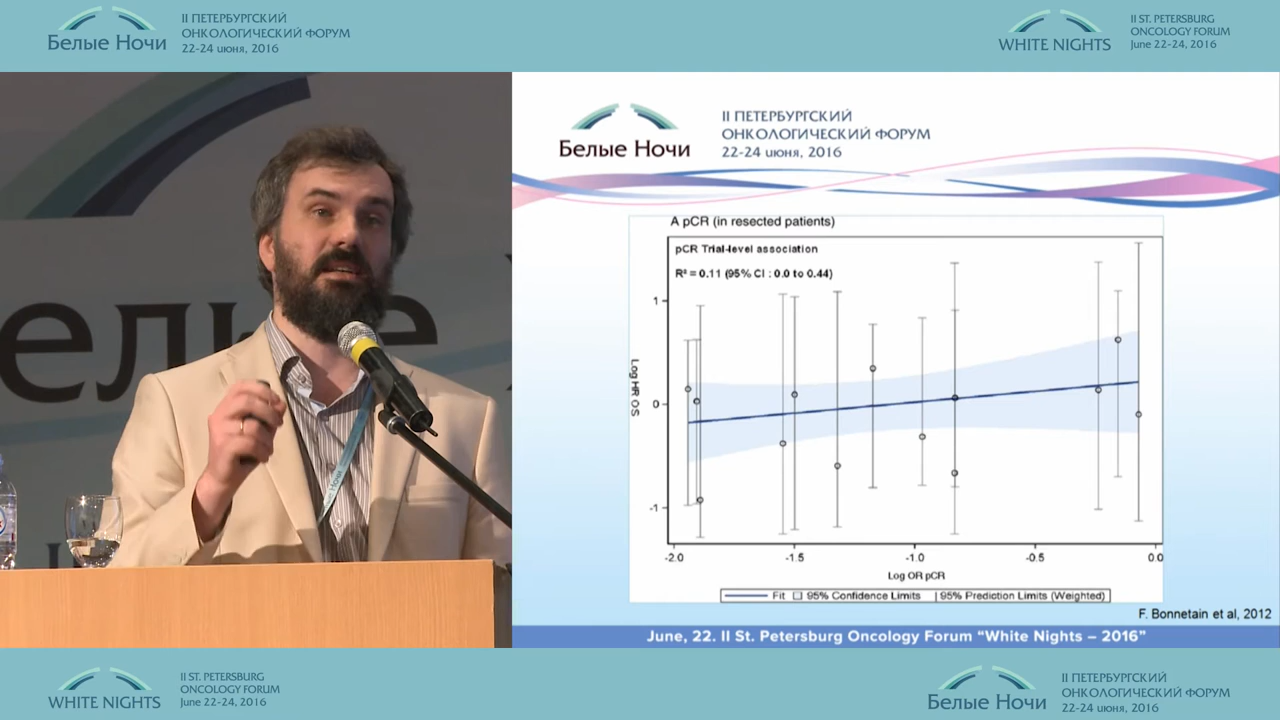 Белые Ночи
II ПЕТЕРБУРГСКИЙ
ОНКОЛОГИЧЕСКИЙ ФОРУМ
22-24 июня, 2016
WHITE NIGHTS
II ST. PETERSBURG
ONCOLOGY FORUM
June 22-24, 2016
Белые Ночи
II ПЕТЕРБУРГСКИЙ
ОНКОЛОГИЧЕСКИЙ ФОРУМ
22-24 июня, 2016
A pCR (in resected patients)
pCR Trial-level association
R² = 0.11 (95% CI : 0.0 to 0.44)
Log HR OS
1
0
-1
-2.0 -1.5 -1.0 -0.5 0.0
Log OR pCR
Fit 95% Confidence Limits 95% Prediction Limits (Weighted)
F. Bonnetain et al, 2012
June, 22. II St. Petersburg Oncology Forum “White Nights – 2016”
WHITE NIGHTS
II ST. PETERSBURG
ONCOLOGY FORUM
June 22-24, 2016
Белые Ночи
II ПЕТЕРБУРГСКИЙ
ОНКОЛОГИЧЕСКИЙ ФОРУМ
22-24 июня, 2016